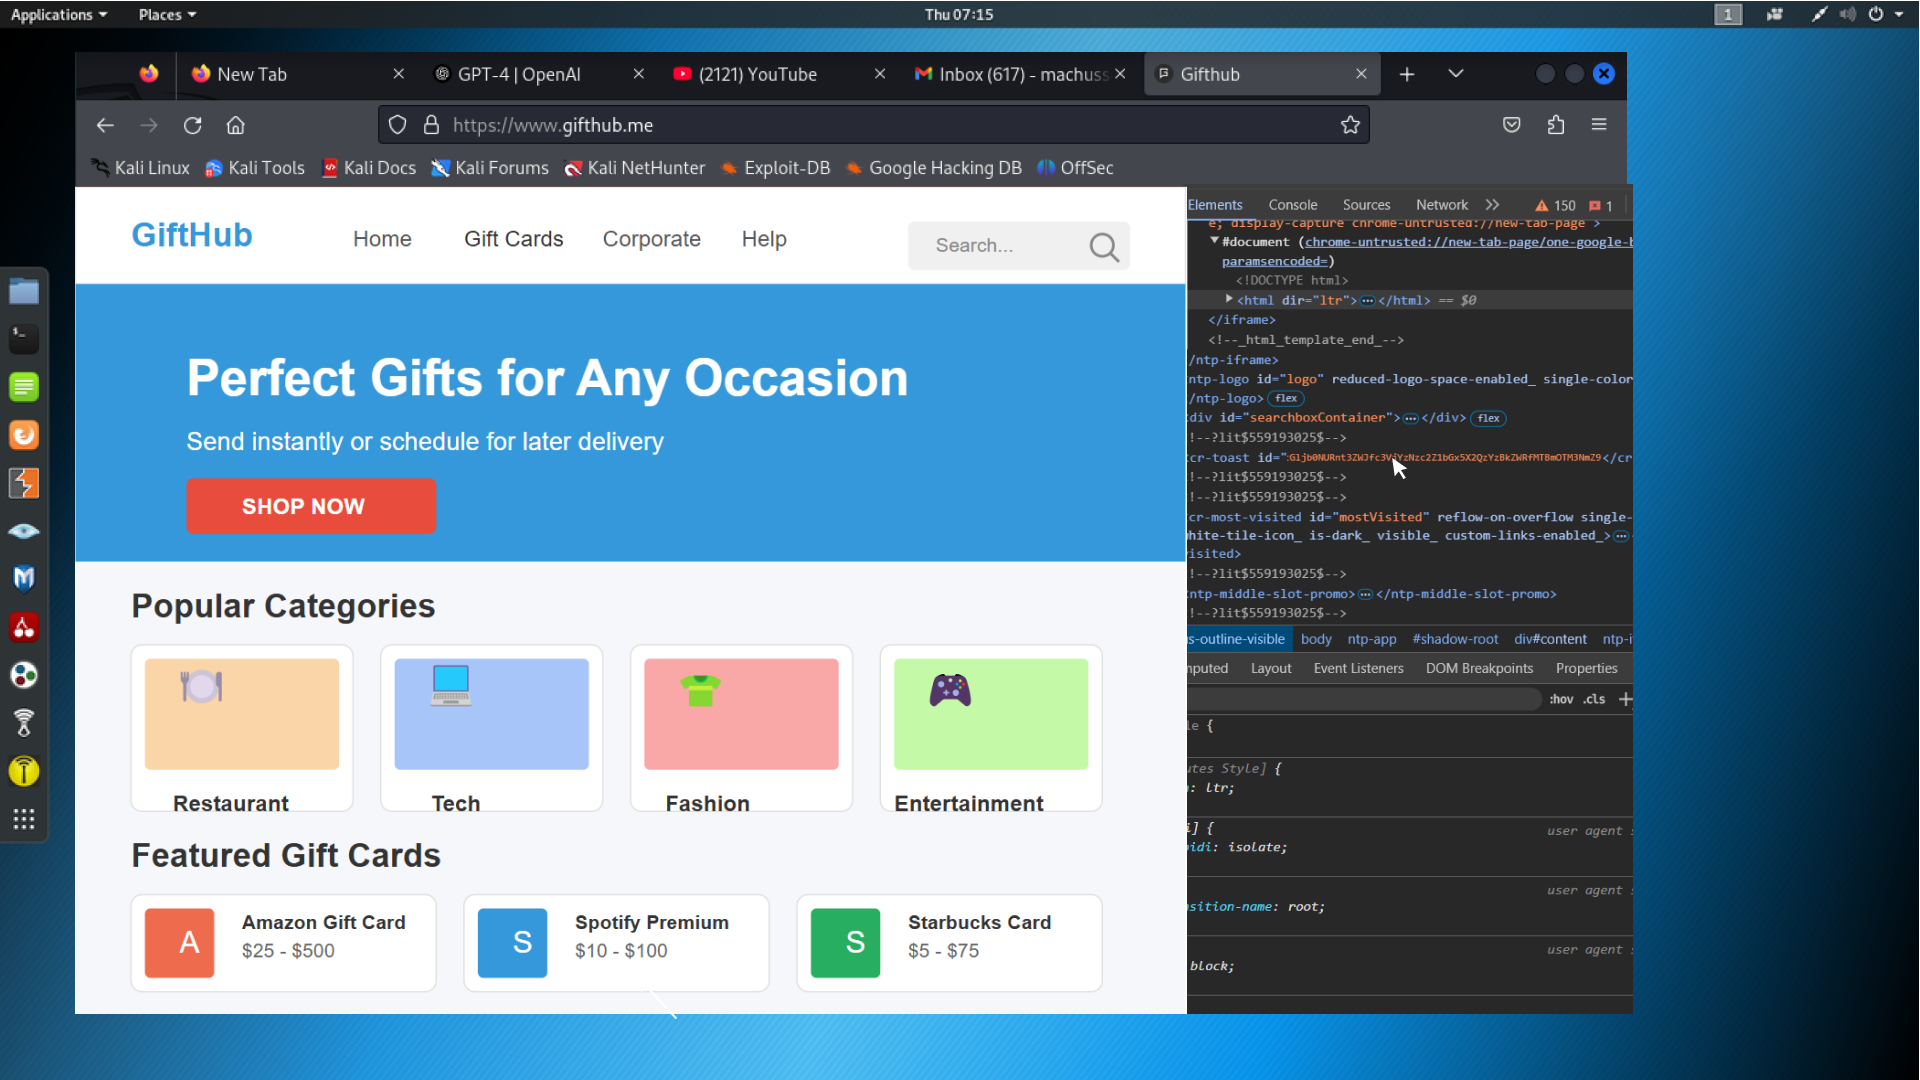 Applications
Places
Thu 07:15
1
New Tab
GPT-4 | OpenAI
(2121) YouTube
Inbox (617) - machuss
Gifthub
https://www.gifthub.me
Kali Linux
Kali Tools
Kali Docs
Kali Forums
Kali NetHunter
Exploit-DB
Google Hacking DB
OffSec
GiftHub
Home
Gift Cards
Corporate
Help
Search...
Perfect Gifts for Any Occasion
Send instantly or schedule for later delivery
SHOP NOW
Popular Categories
Restaurant
Tech
Fashion
Entertainment
Featured Gift Cards
A
Amazon Gift Card
$25 - $500
S
Spotify Premium
$10 - $100
S
Starbucks Card
$5 - $75
Elements
Console
Sources
Network
150
1
e; display-capture chrome-untrusted://new-tab-page >
#document (chrome-untrusted://new-tab-page/one-google-b
paramsencoded=)
<!DOCTYPE html>
<html dir="ltr"> ··· </html> == $0
</iframe>
<!--_html_template_end_-->
/ntp-iframe>
ntp-logo id="logo" reduced-logo-space-enabled_ single-color
/ntp-logo> flex
div id="searchboxContainer"> ··· </div> flex
!--?lit$559193025$-->
cr-toast id=" </cr
!--?lit$559193025$-->
!--?lit$559193025$-->
cr-most-visited id="mostVisited" reflow-on-overflow single-
hite-tile-icon_ is-dark_ visible_ custom-links-enabled_> ···
isited>
!--?lit$559193025$-->
ntp-middle-slot-promo> ··· </ntp-middle-slot-promo>
!--?lit$559193025$-->
s-outline-visible
body
ntp-app
#shadow-root
div#content
ntp-i
mputed
Layout
Event Listeners
DOM Breakpoints
Properties
:hov
.cls
le {
utes Style] {
: ltr;
i] {
user agent s
idi: isolate;
user agent s
sition-name: root;
user agent s
block;